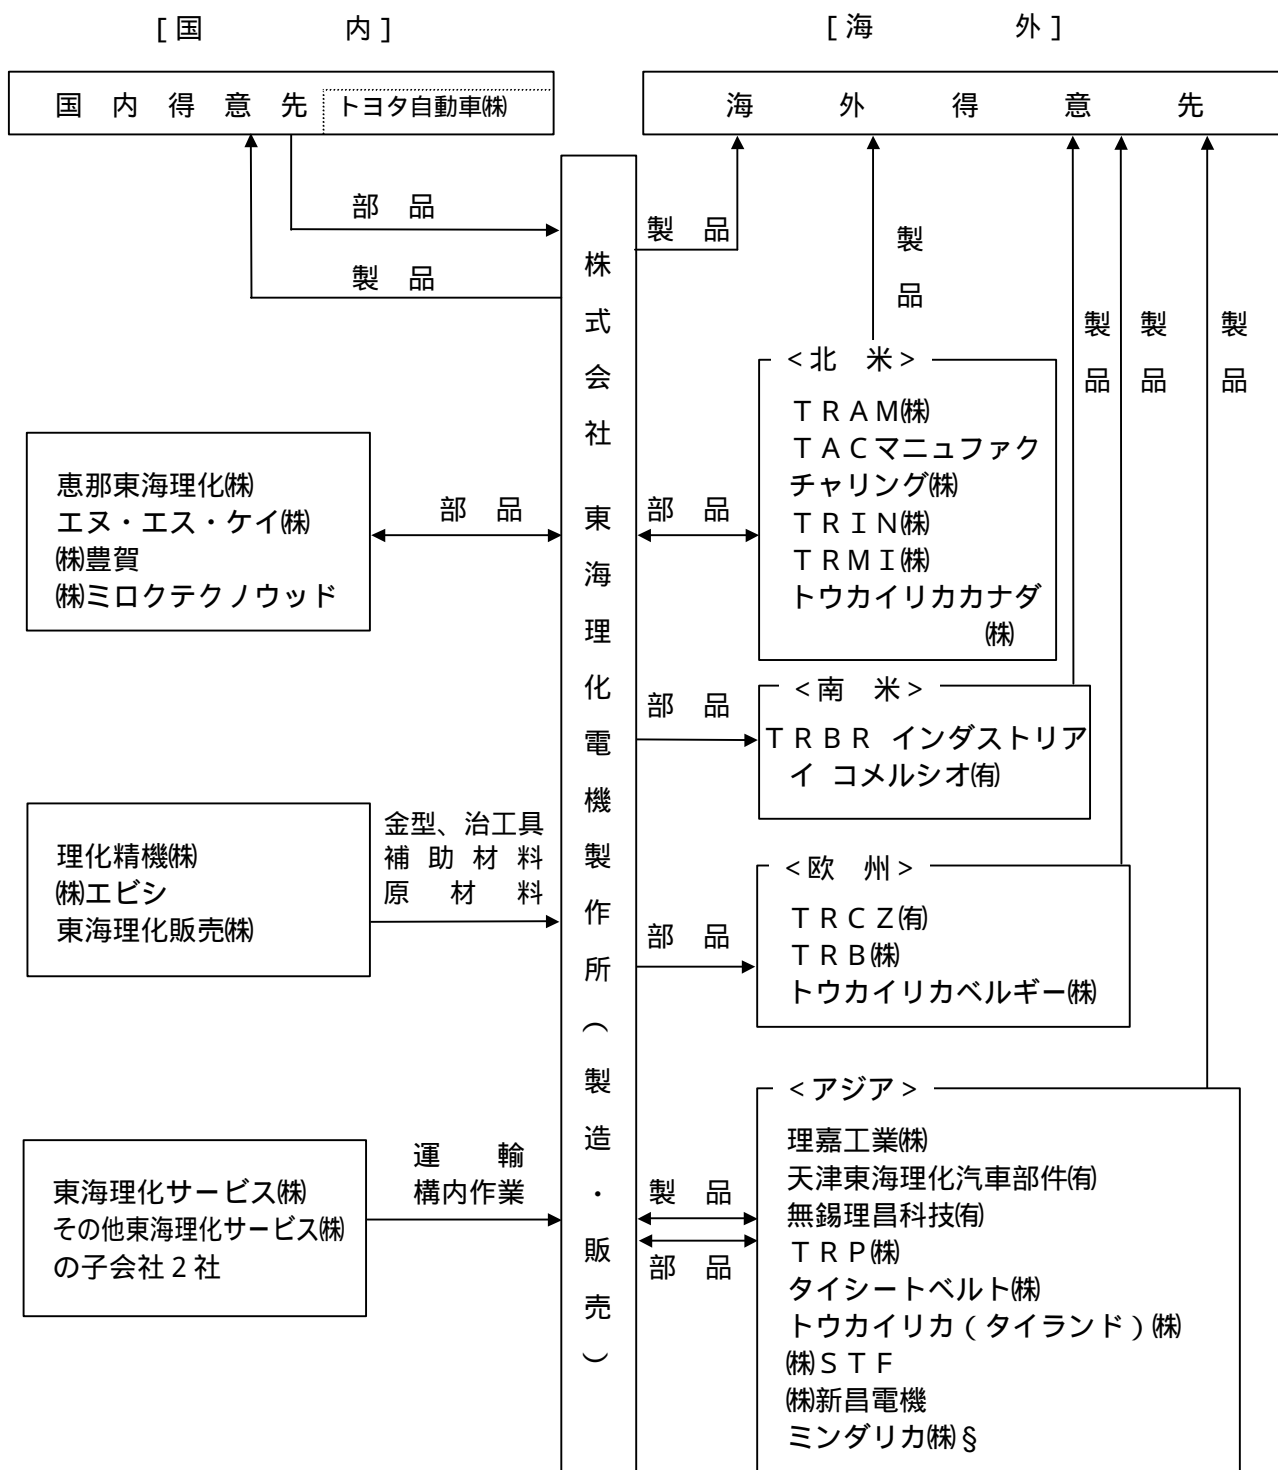 [国　内]
[海　外]
国内得意先
トヨタ自動車㈱
海外得意先
部品
製品
株式会社 東海理化電機製作所（製造・販売）
製品
製品
製品
製品
製品
恵那東海理化㈱
エヌ・エス・ケイ㈱
㈱豊賀
㈱ミロクテクノウッド
部品
部品
<北米>
ＴＲＡＭ㈱
ＴＡＣマニュファク
チャリング㈱
ＴＲＩＮ㈱
ＴＲＭＩ㈱
トウカイリカカナダ
㈱
部品
<南米>
ＴＲＢＲ インダストリア
イ コメルシオ㈲
理化精機㈱
㈱エビシ
東海理化販売㈱
金型、治工具
補助材料
原材料
部品
<欧州>
ＴＲＣＺ㈲
ＴＲＢ㈱
トウカイリカベルギー㈱
東海理化サービス㈱
その他東海理化サービス㈱
の子会社２社
運輸
構内作業
製品
部品
<アジア>
理嘉工業㈱
天津東海理化汽車部件㈲
無錫理昌科技㈲
ＴＲＰ㈱
タイシートベルト㈱
トウカイリカ（タイランド）㈱
㈱ＳＴＦ
㈱新昌電機
ミンダリカ㈱§